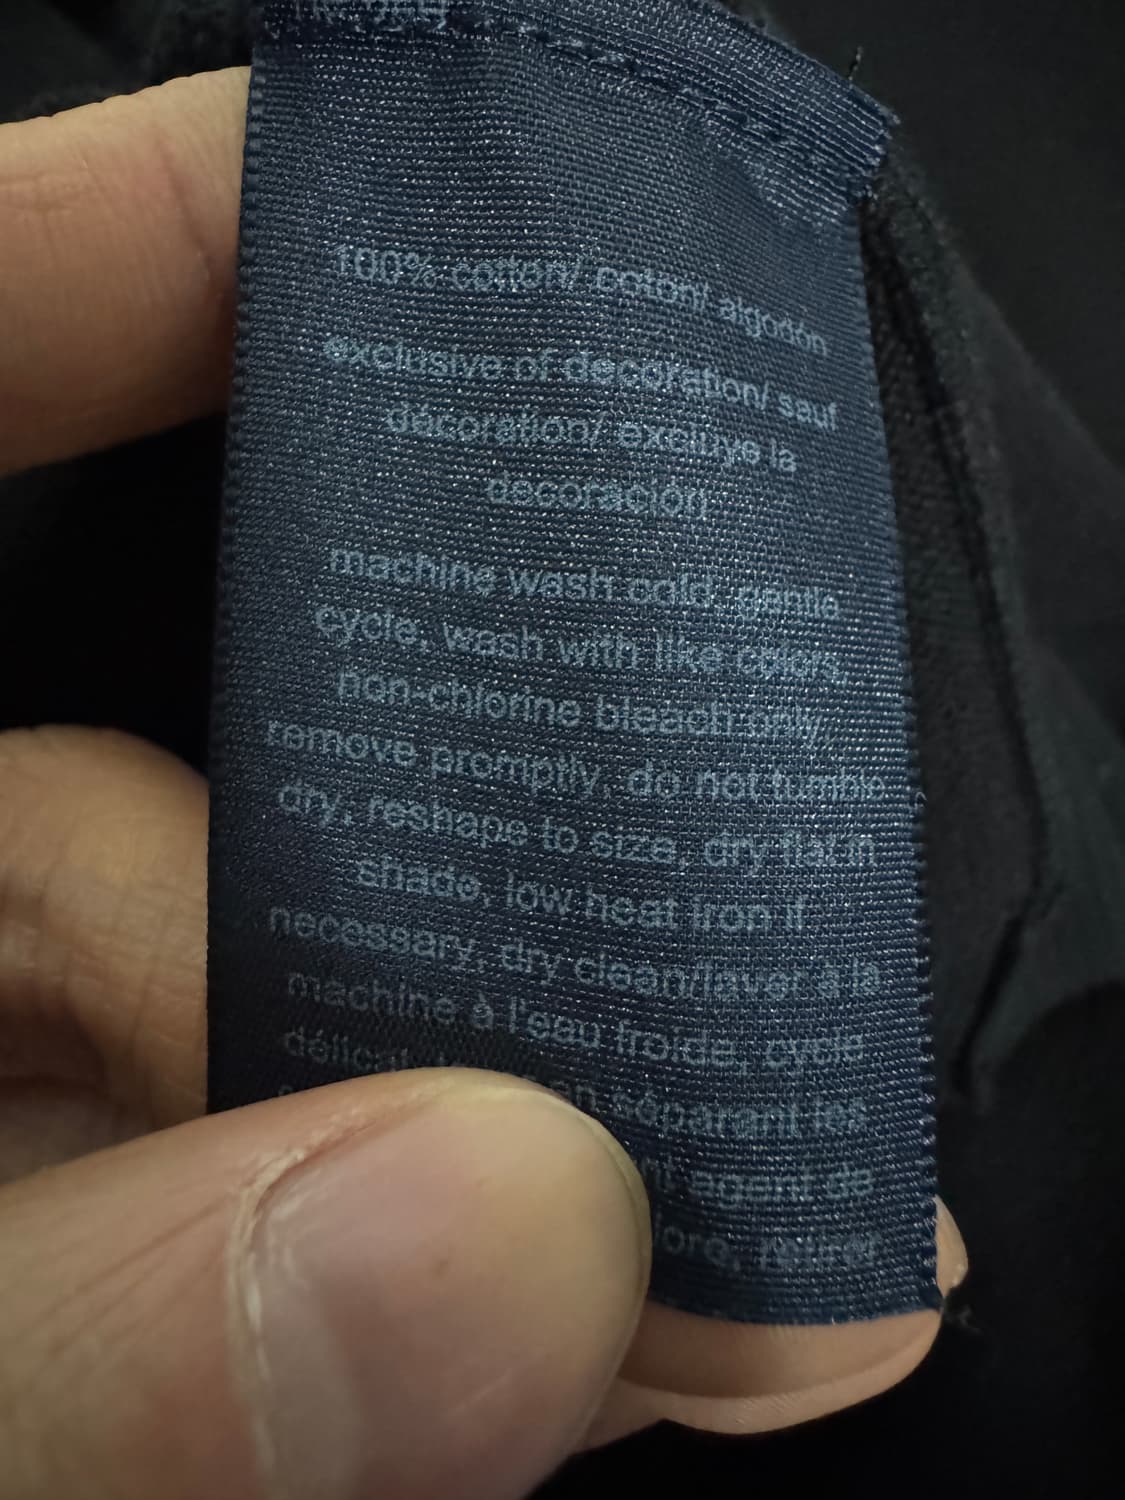 100% cotton/ coton/ algodón
exclusive of decoration/ sauf
décoration/ excluye la
decoración
machine wash cold, gentle
cycle, wash with like colors,
non-chlorine bleach only,
remove promptly, do not tumble
dry, reshape to size, dry flat in
shade, low heat iron if
necessary, dry clean/laver à la
machine à l'eau froide, cycle
délicat, en séparant les
agent de
retirer